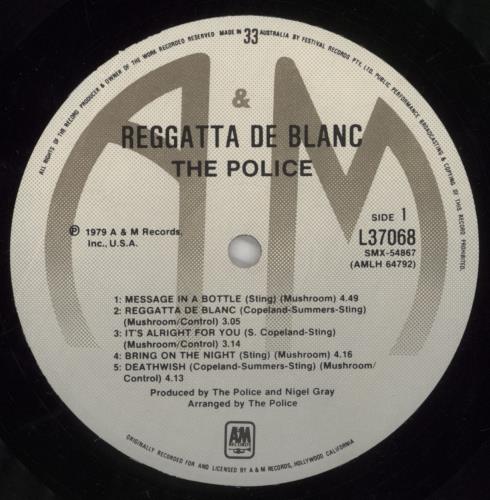 ALL RIGHTS OF THE RECORD PRODUCER & OWNER OF THE WORK RECORDED RESERVED MADE IN 33 AUSTRALIA BY FESTIVAL RECORDS PTY. LTD. PUBLIC PERFORMANCE BROADCASTING & COPYING OF THIS RECORD PROHIBITED.
A & M
REGGATTA DE BLANC
THE POLICE
SIDE 1
L37068
SMX-54867
(AMLH 64792)
℗ 1979 A & M Records.
Inc., U.S.A.
1: MESSAGE IN A BOTTLE (Sting) (Mushroom) 4.49
2: REGGATTA DE BLANC (Copeland-Summers-Sting)
(Mushroom/Control) 3.05
3: IT'S ALRIGHT FOR YOU (S. Copeland-Sting)
(Mushroom/Control) 3.14
4: BRING ON THE NIGHT (Sting) (Mushroom) 4.16
5: DEATHWISH (Copeland-Summers-Sting) (Mushroom/
Control) 4.13
Produced by The Police and Nigel Gray
Arranged by The Police
A&M
RECORDS
ORIGINALLY RECORDED FOR AND LICENSED BY A & M RECORDS, HOLLYWOOD CALIFORNIA